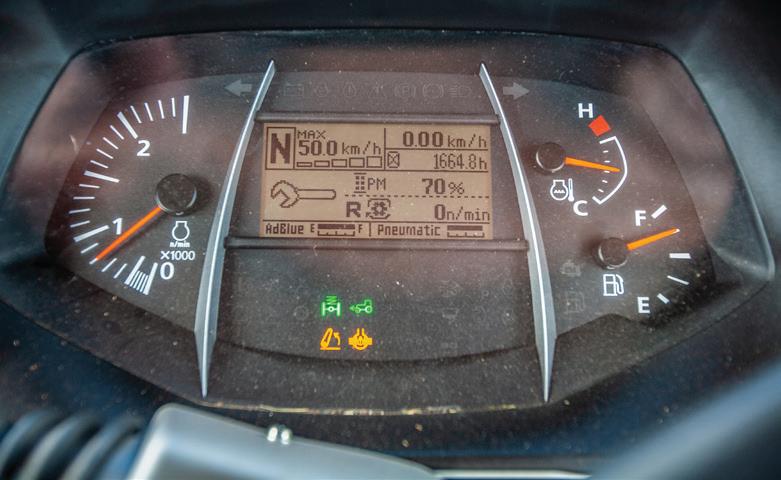 2
1
0
n/min
X1000
N
MAX
50.0 km/h
0.00 km/h
1664.8h
PM
70%
R
0n/min
AdBlue E F | Pneumatic
H
C
F
E